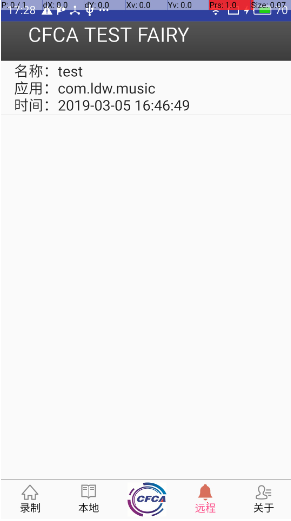 P: 0 / 1 dX: 0.0 dY: 0.0 Xv: 0.0 Yv: 0.0 Prs: 1.0 Size: 0.07
17:28 70
CFCA TEST FAIRY
名称：test
应用：com.ldw.music
时间：2019-03-05 16:46:49
CFCA
录制 本地 远程 关于